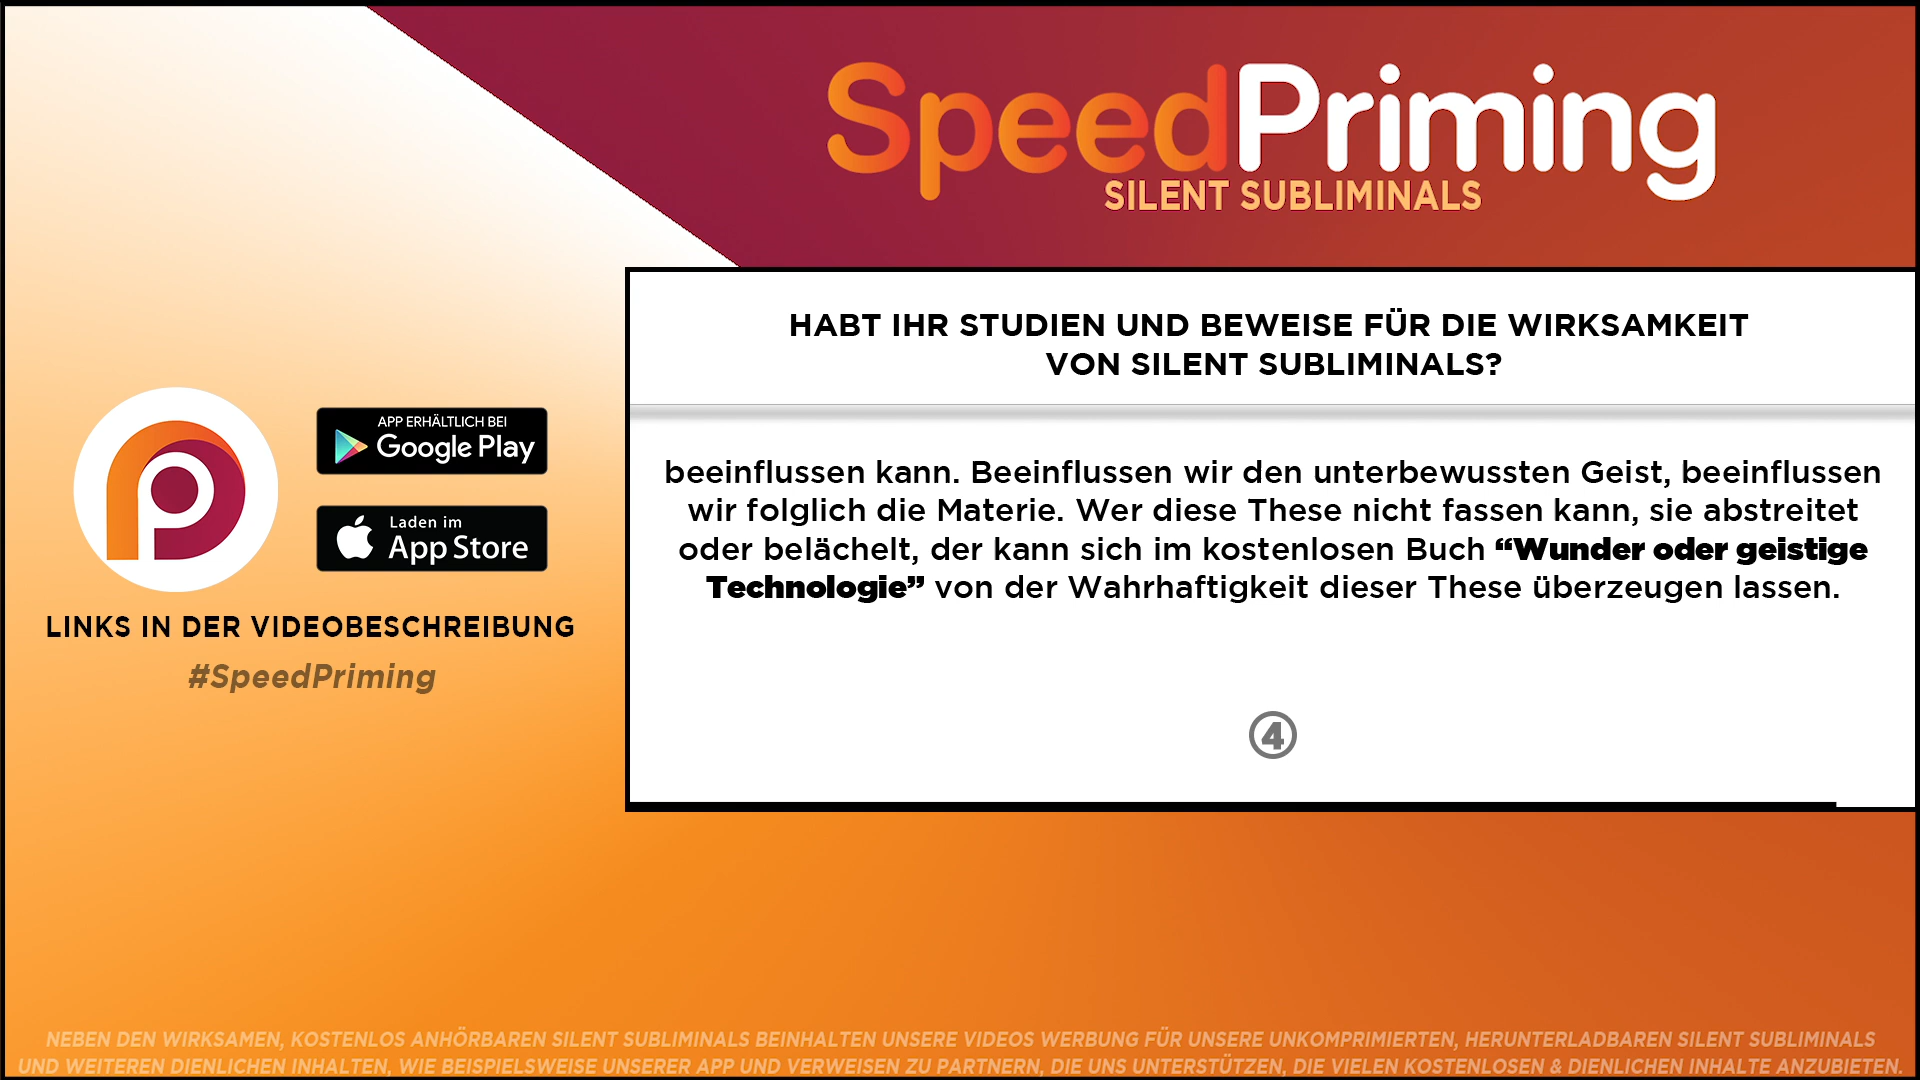 SpeedPriming
SILENT SUBLIMINALS
HABT IHR STUDIEN UND BEWEISE FÜR DIE WIRKSAMKEIT
VON SILENT SUBLIMINALS?
beeinflussen kann. Beeinflussen wir den unterbewussten Geist, beeinflussen
wir folglich die Materie. Wer diese These nicht fassen kann, sie abstreitet
oder belächelt, der kann sich im kostenlosen Buch “Wunder oder geistige
Technologie” von der Wahrhaftigkeit dieser These überzeugen lassen.
4
APP ERHÄLTLICH BEI
Google Play
Laden im
App Store
LINKS IN DER VIDEOBESCHREIBUNG
#SpeedPriming
NEBEN DEN WIRKSAMEN, KOSTENLOS ANHÖRBAREN SILENT SUBLIMINALS BEINHALTEN UNSERE VIDEOS WERBUNG FÜR UNSERE UNKOMPRIMIERTEN, HERUNTERLADBAREN SILENT SUBLIMINALS
UND WEITEREN DIENLICHEN INHALTEN, WIE BEISPIELSWEISE UNSERER APP UND VERWEISEN ZU PARTNERN, DIE UNS UNTERSTÜTZEN, DIE VIELEN KOSTENLOSEN & DIENLICHEN INHALTE ANZUBIETEN.